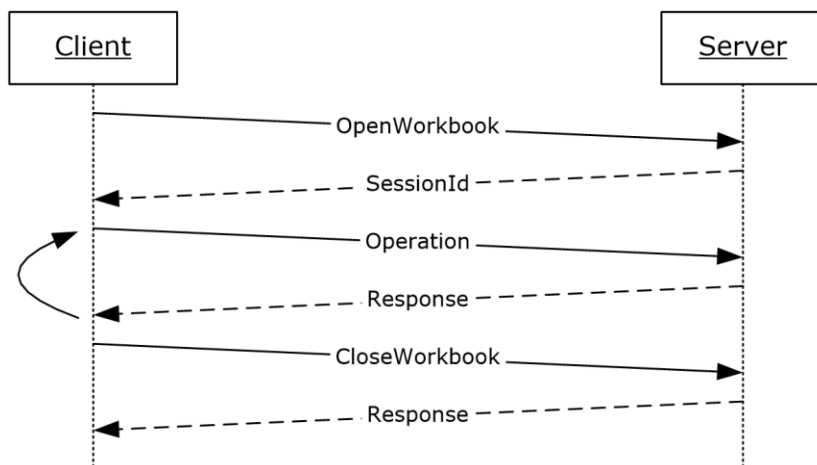 Client
Server
OpenWorkbook
SessionId
Operation
Response
CloseWorkbook
Response